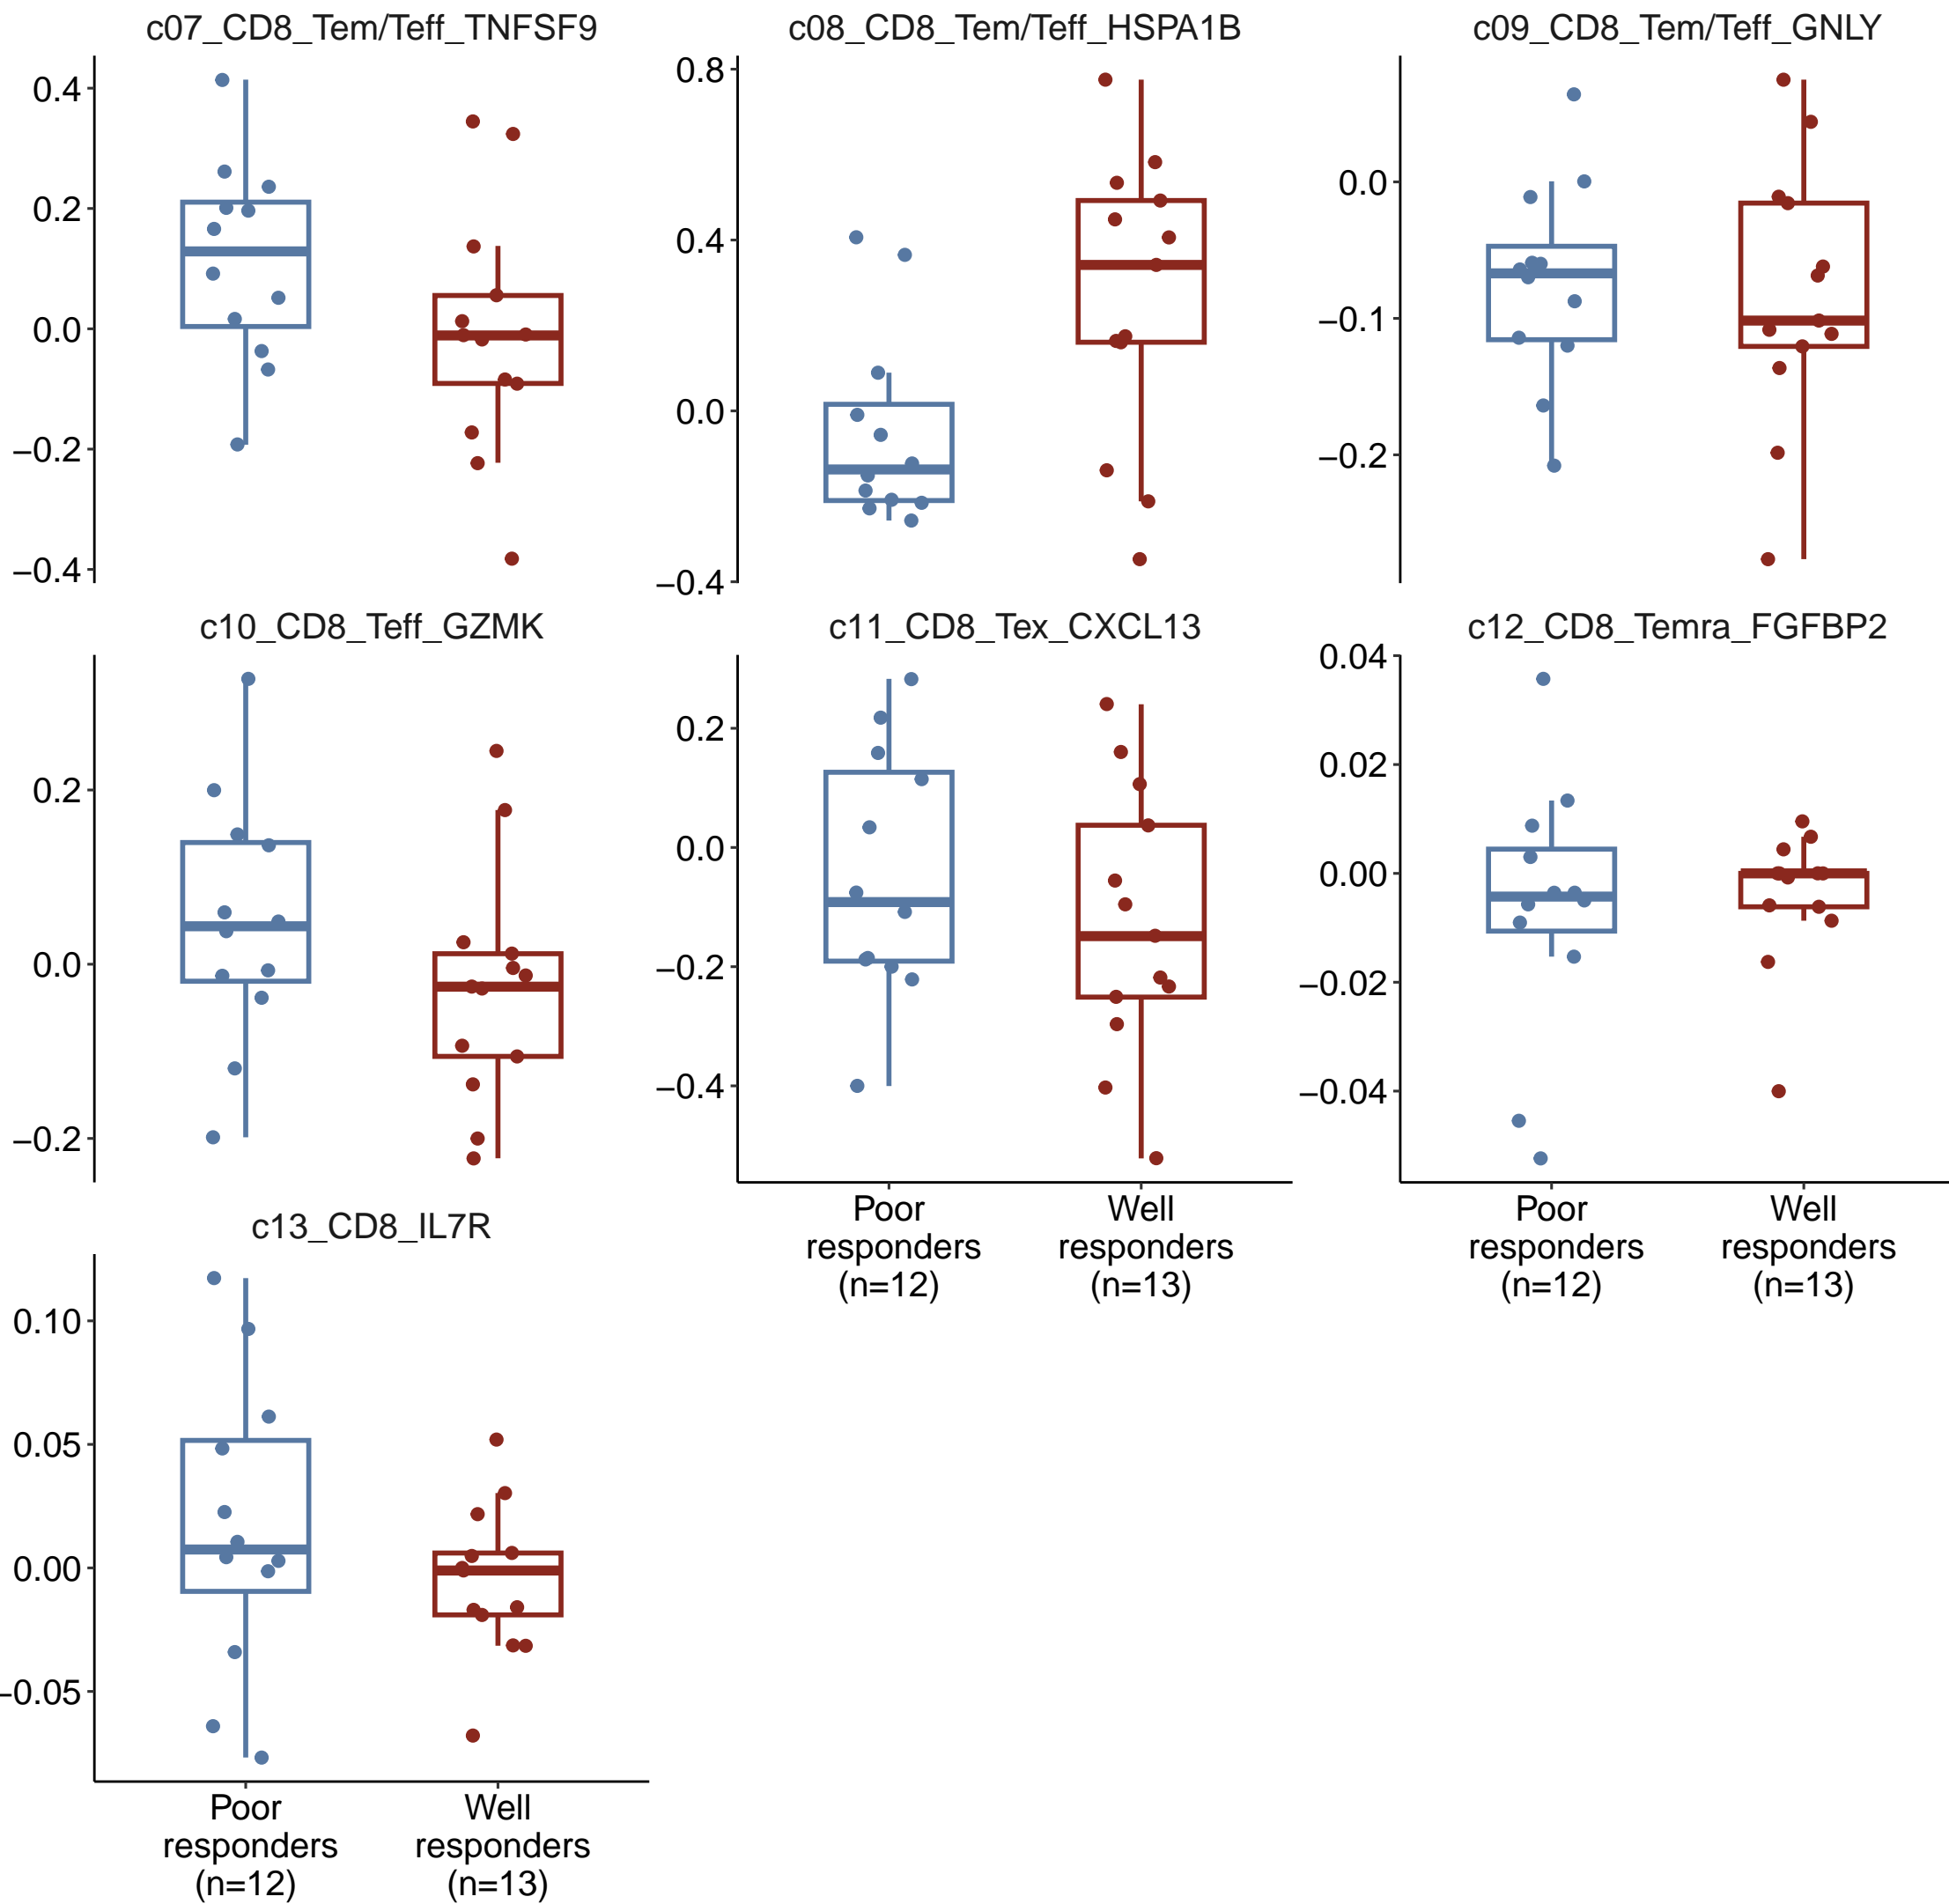 c07_CD8_Tem/Teff_TNFSF9
0.4
0.2
0.0
−0.2
−0.4
c08_CD8_Tem/Teff_HSPA1B
0.8
0.4
0.0
−0.4
c09_CD8_Tem/Teff_GNLY
0.0
−0.1
−0.2
c10_CD8_Teff_GZMK
0.2
0.0
−0.2
c11_CD8_Tex_CXCL13
0.2
0.0
−0.2
−0.4
Poor
responders
(n=12)
Well
responders
(n=13)
c12_CD8_Temra_FGFBP2
0.04
0.02
0.00
−0.02
−0.04
Poor
responders
(n=12)
Well
responders
(n=13)
c13_CD8_IL7R
0.10
0.05
0.00
−0.05
Poor
responders
(n=12)
Well
responders
(n=13)